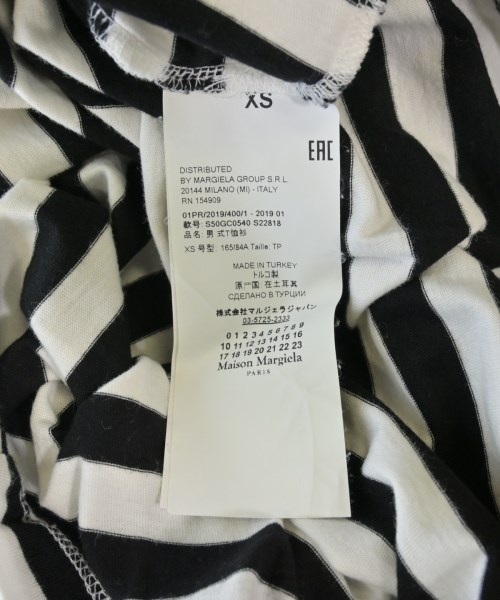 XS
EAC
DISTRIBUTED
BY MARGIELA GROUP S.R.L.
20144 MILANO (MI) - ITALY
RN 154909
01PR/2019/400/1 - 2019 01
款号: S50GC0540 S22818
品名: 男式T恤衫
XS 号型: 165/84A Taille: TP
MADE IN TURKEY
トルコ製
原产国: 在土耳其
СДЕЛАНО В ТУРЦИИ
株式会社マルジェラジャパン
03-5725-2333
0 1 2 3 4 5 6 7 8 9
10 11 12 13 14 15 16
17 18 19 20 21 22 23
Maison Margiela
PARIS